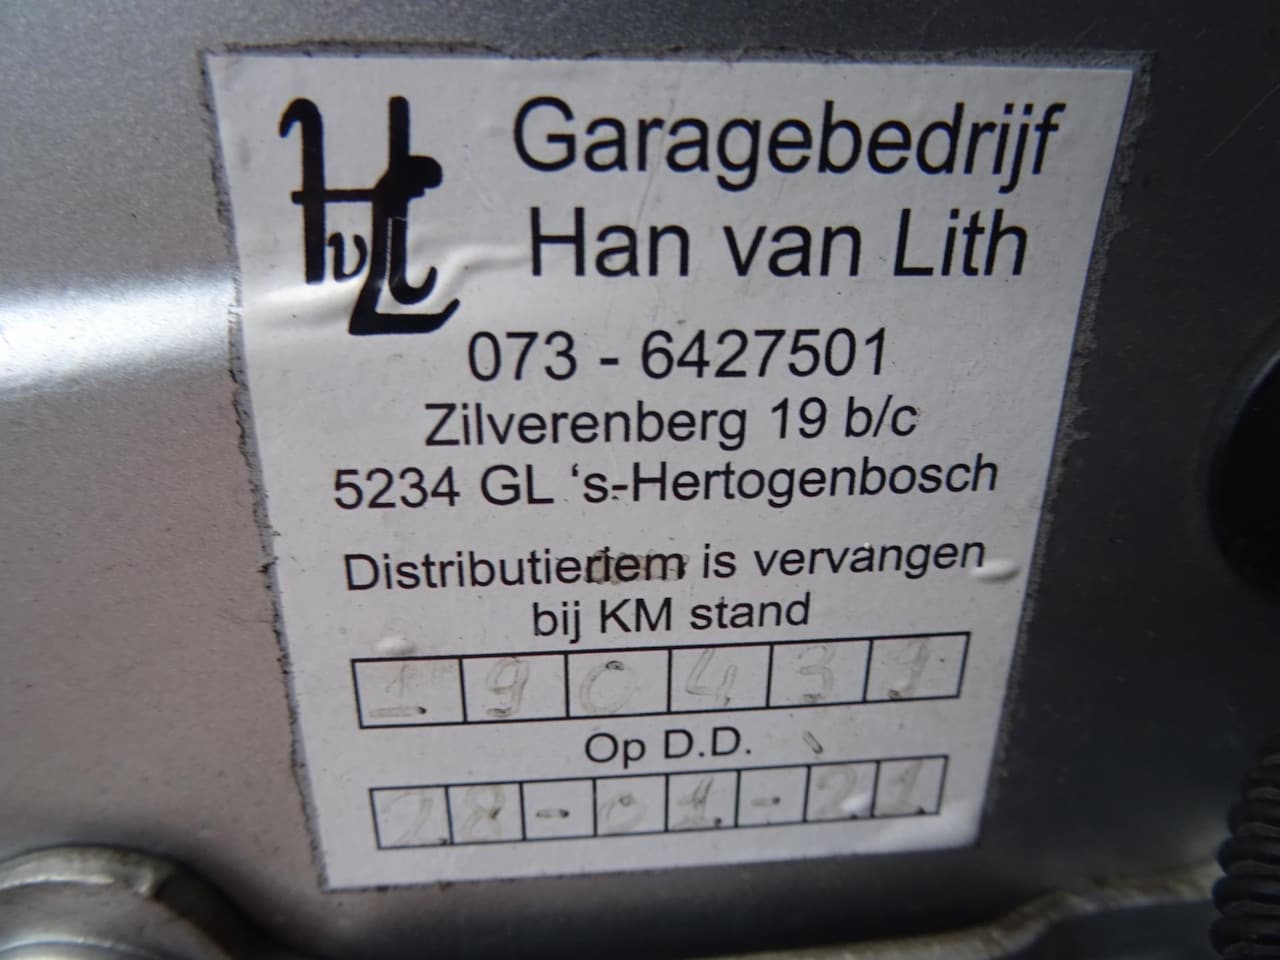 HvL
Garagebedrijf
Han van Lith
073 - 6427501
Zilverenberg 19 b/c
5234 GL 's-Hertogenbosch
Distributieriem is vervangen
bij KM stand
190431
Op D.D.
28-01-21